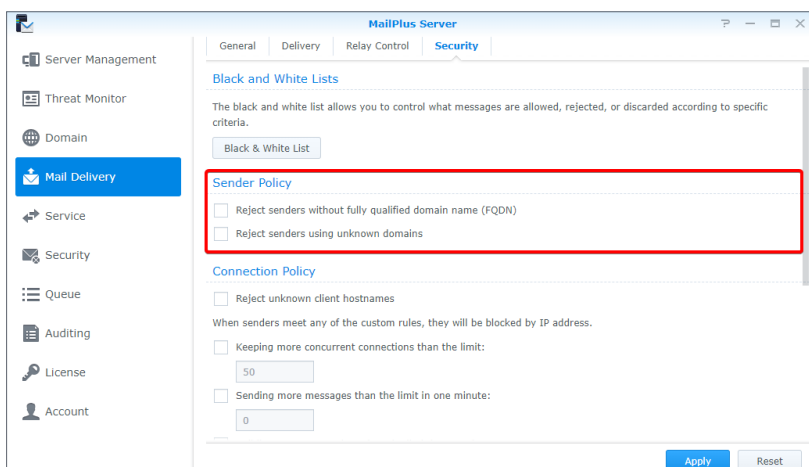 MailPlus Server
Server Management
Threat Monitor
Domain
Mail Delivery
Service
Security
Queue
Auditing
License
Account
General Delivery Relay Control Security
Black and White Lists
The black and white list allows you to control what messages are allowed, rejected, or discarded according to specific
criteria.
Black & White List
Sender Policy
Reject senders without fully qualified domain name (FQDN)
Reject senders using unknown domains
Connection Policy
Reject unknown client hostnames
When senders meet any of the custom rules, they will be blocked by IP address.
Keeping more concurrent connections than the limit:
50
Sending more messages than the limit in one minute:
0
Apply Reset